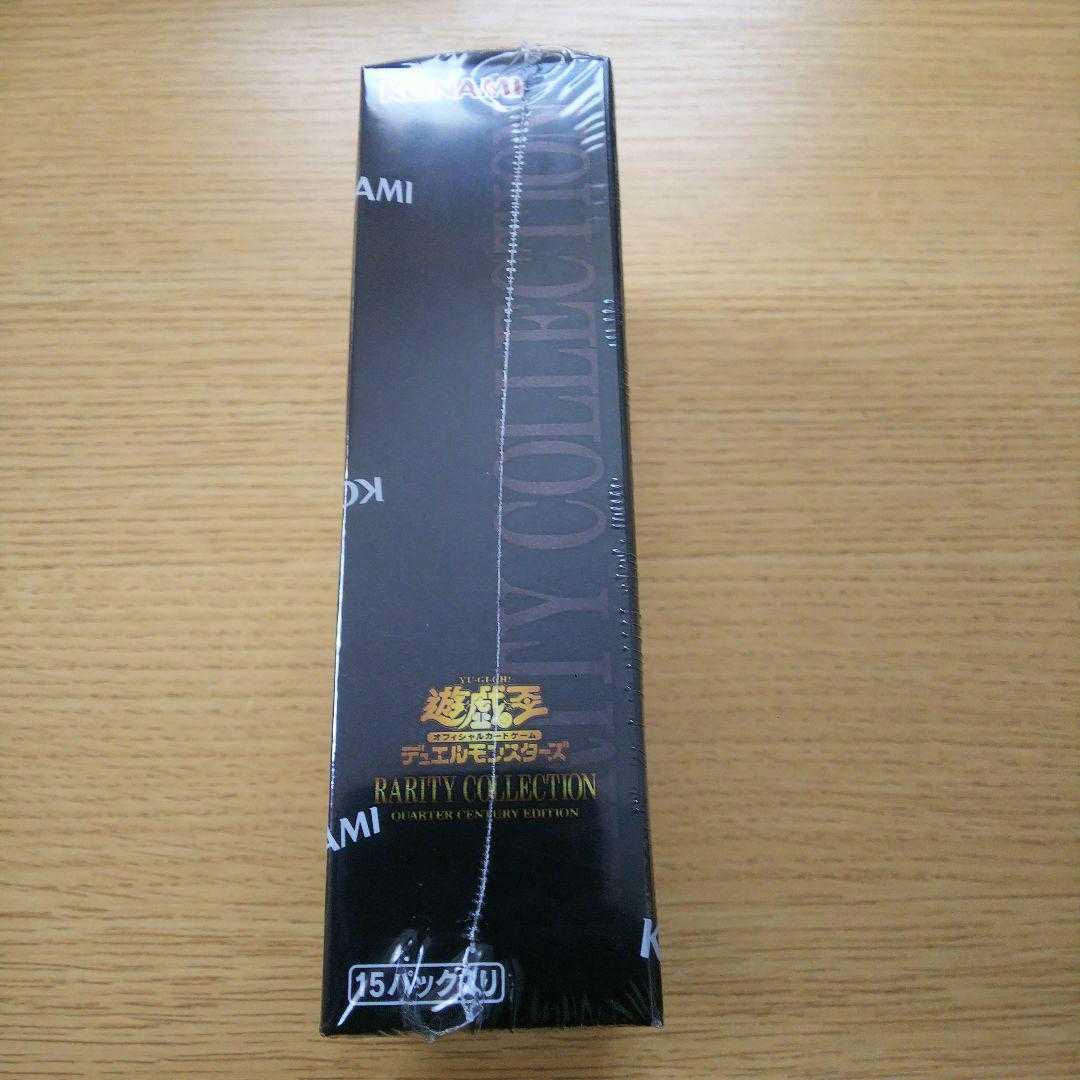 KONAMI
AMI
KO
RARITY COLLECTION
YU-GI-OH!
遊戯王
オフィシャルカードゲーム
デュエルモンスターズ
RARITY COLLECTION
QUARTER CENTURY EDITION
AMI
K
15パック入り